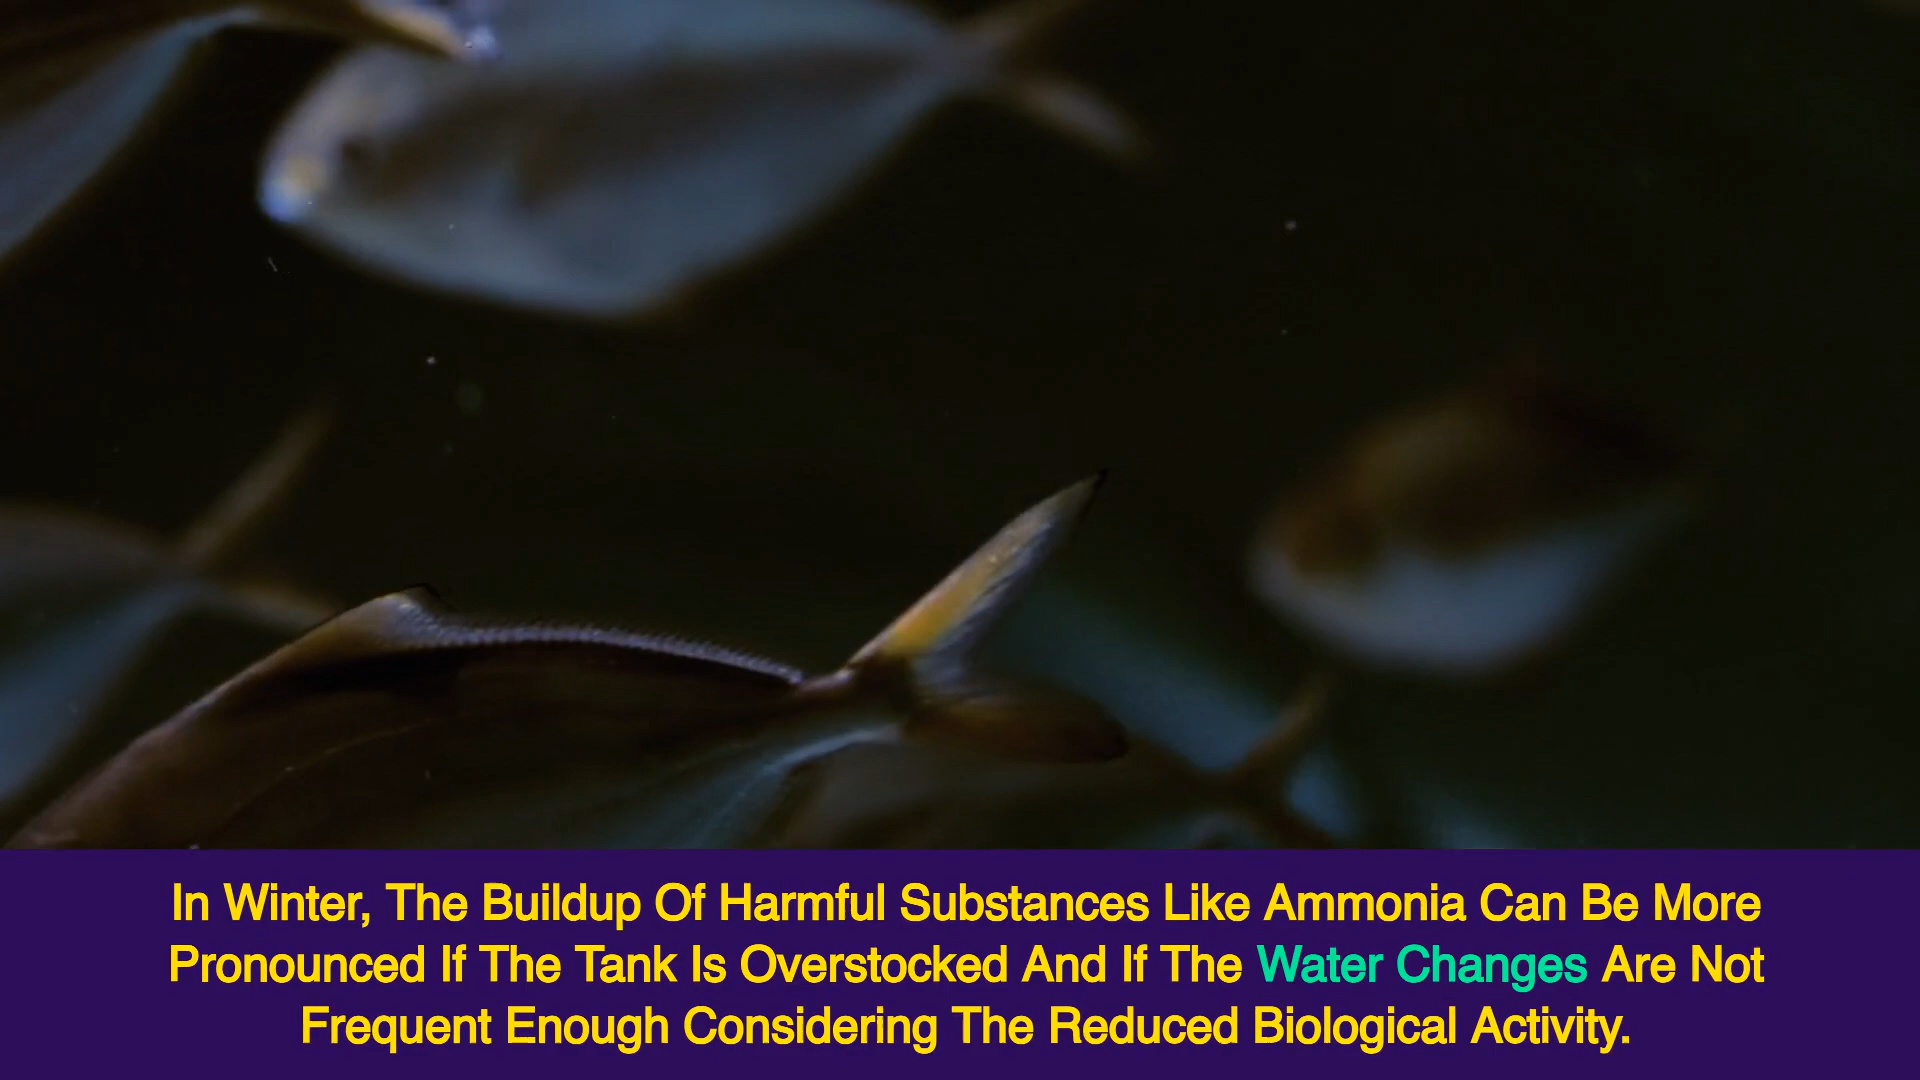 In Winter, The Buildup Of Harmful Substances Like Ammonia Can Be More
Pronounced If The Tank Is Overstocked And If The Water Changes Are Not
Frequent Enough Considering The Reduced Biological Activity.